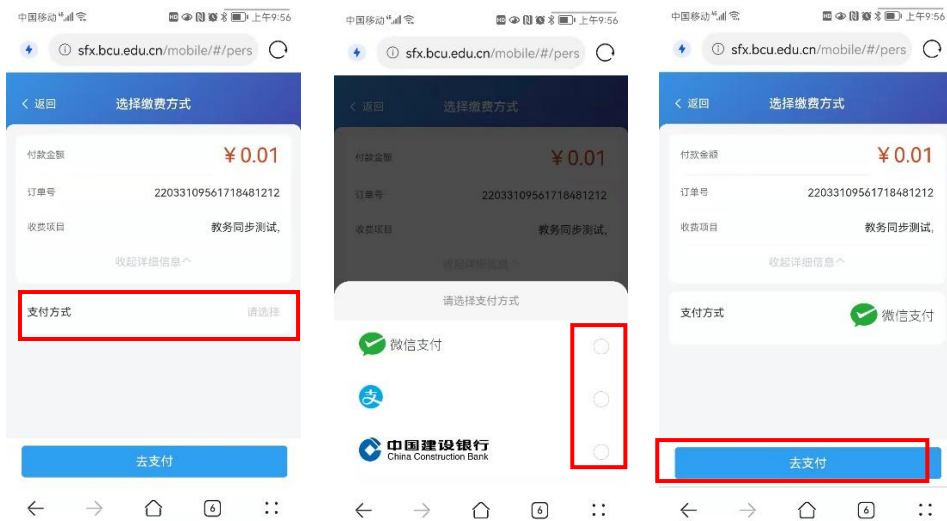 中国移动 4G 上午9:56
sfx.bcu.edu.cn/mobile/#/pers
返回 选择缴费方式
付款金额 ¥0.01
订单号 22033109561718481212
收费项目 教务同步测试,
收起详细信息
支付方式 请选择
去支付
6
中国移动 4G 上午9:56
sfx.bcu.edu.cn/mobile/#/pers
返回 选择缴费方式
付款金额 ¥0.01
订单号 22033109561718481212
收费项目 教务同步测试,
收起详细信息
请选择支付方式
微信支付
支
中国建设银行
China Construction Bank
6
中国移动 4G 上午9:56
sfx.bcu.edu.cn/mobile/#/pers
返回 选择缴费方式
付款金额 ¥0.01
订单号 22033109561718481212
收费项目 教务同步测试,
收起详细信息
支付方式 微信支付
去支付
6